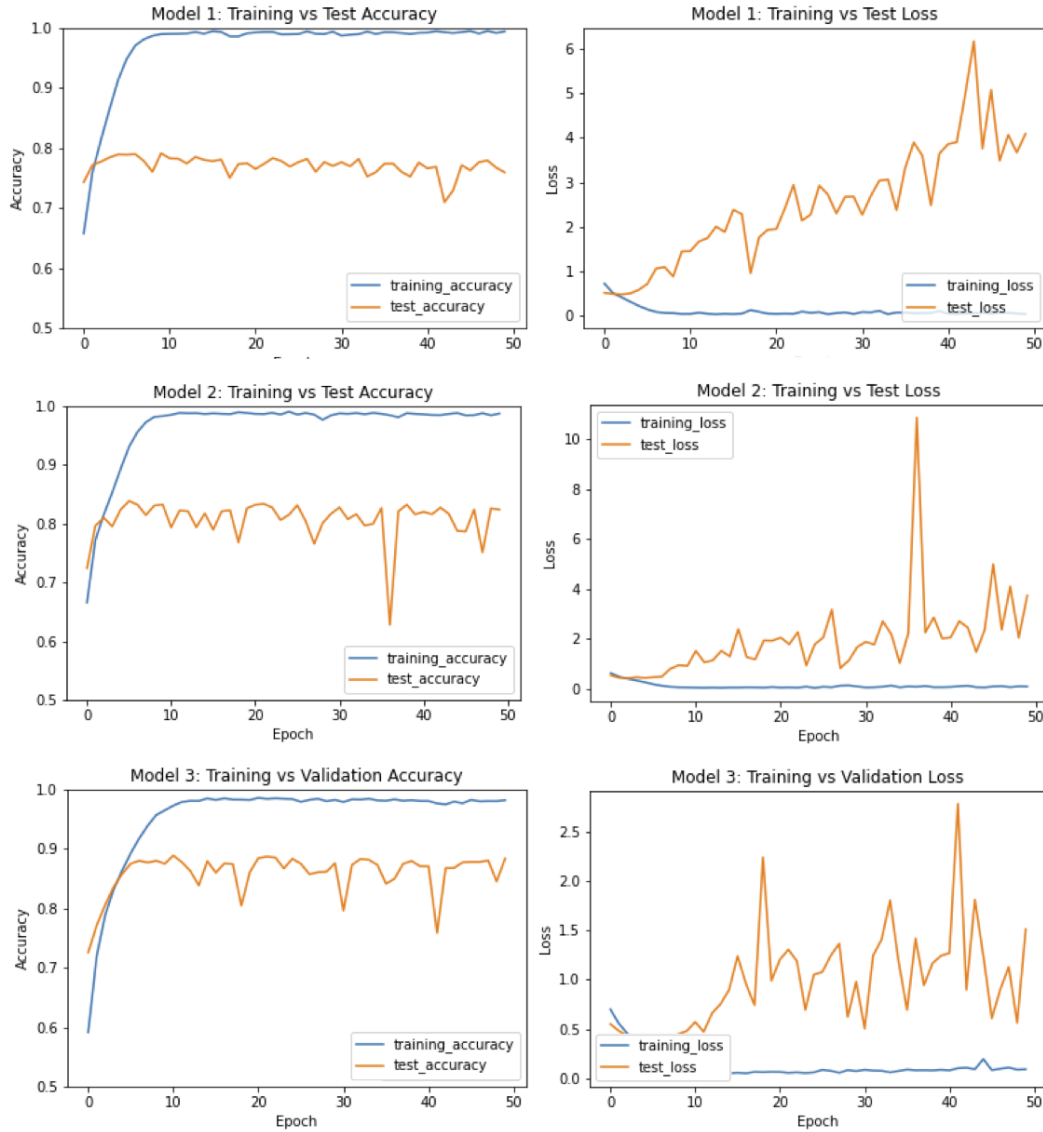 Model 1: Training vs Test Accuracy
1.0
0.9
0.8
0.7
0.6
0.5
Accuracy
training_accuracy
test_accuracy
0 10 20 30 40 50
Model 1: Training vs Test Loss
6
5
4
3
2
1
0
Loss
training_loss
test_loss
0 10 20 30 40 50
Model 2: Training vs Test Accuracy
1.0
0.9
0.8
0.7
0.6
0.5
Accuracy
training_accuracy
test_accuracy
0 10 20 30 40 50
Epoch
Model 2: Training vs Test Loss
training_loss
test_loss
10
8
6
4
2
0
Loss
0 10 20 30 40 50
Epoch
Model 3: Training vs Validation Accuracy
1.0
0.9
0.8
0.7
0.6
0.5
Accuracy
training_accuracy
test_accuracy
0 10 20 30 40 50
Epoch
Model 3: Training vs Validation Loss
2.5
2.0
1.5
1.0
0.5
0.0
Loss
training_loss
test_loss
0 10 20 30 40 50
Epoch